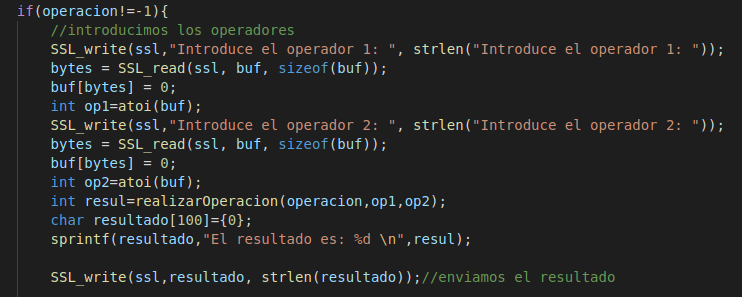 if(operacion!=-1){
//introducimos los operadores
SSL_write(ssl,"Introduce el operador 1: ", strlen("Introduce el operador 1: "));
bytes = SSL_read(ssl, buf, sizeof(buf));
buf[bytes] = 0;
int op1=atoi(buf);
SSL_write(ssl,"Introduce el operador 2: ", strlen("Introduce el operador 2: "));
bytes = SSL_read(ssl, buf, sizeof(buf));
buf[bytes] = 0;
int op2=atoi(buf);
int resul=realizarOperacion(operacion,op1,op2);
char resultado[100]={0};
sprintf(resultado,"El resultado es: %d \n",resul);
SSL_write(ssl,resultado, strlen(resultado));//enviamos el resultado